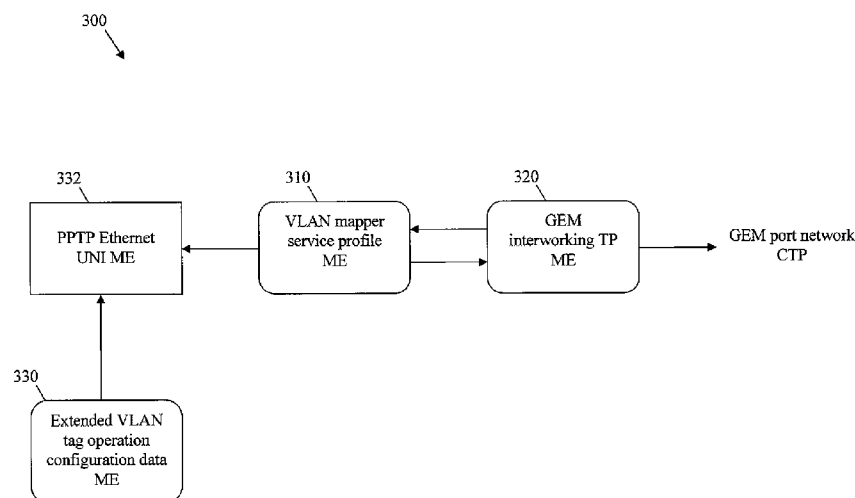 300
332
310
320
PPTP Ethernet
UNI ME
VLAN mapper
service profile
ME
GEM
interworking TP
ME
GEM port network
CTP
330
Extended VLAN
tag operation
configuration data
ME